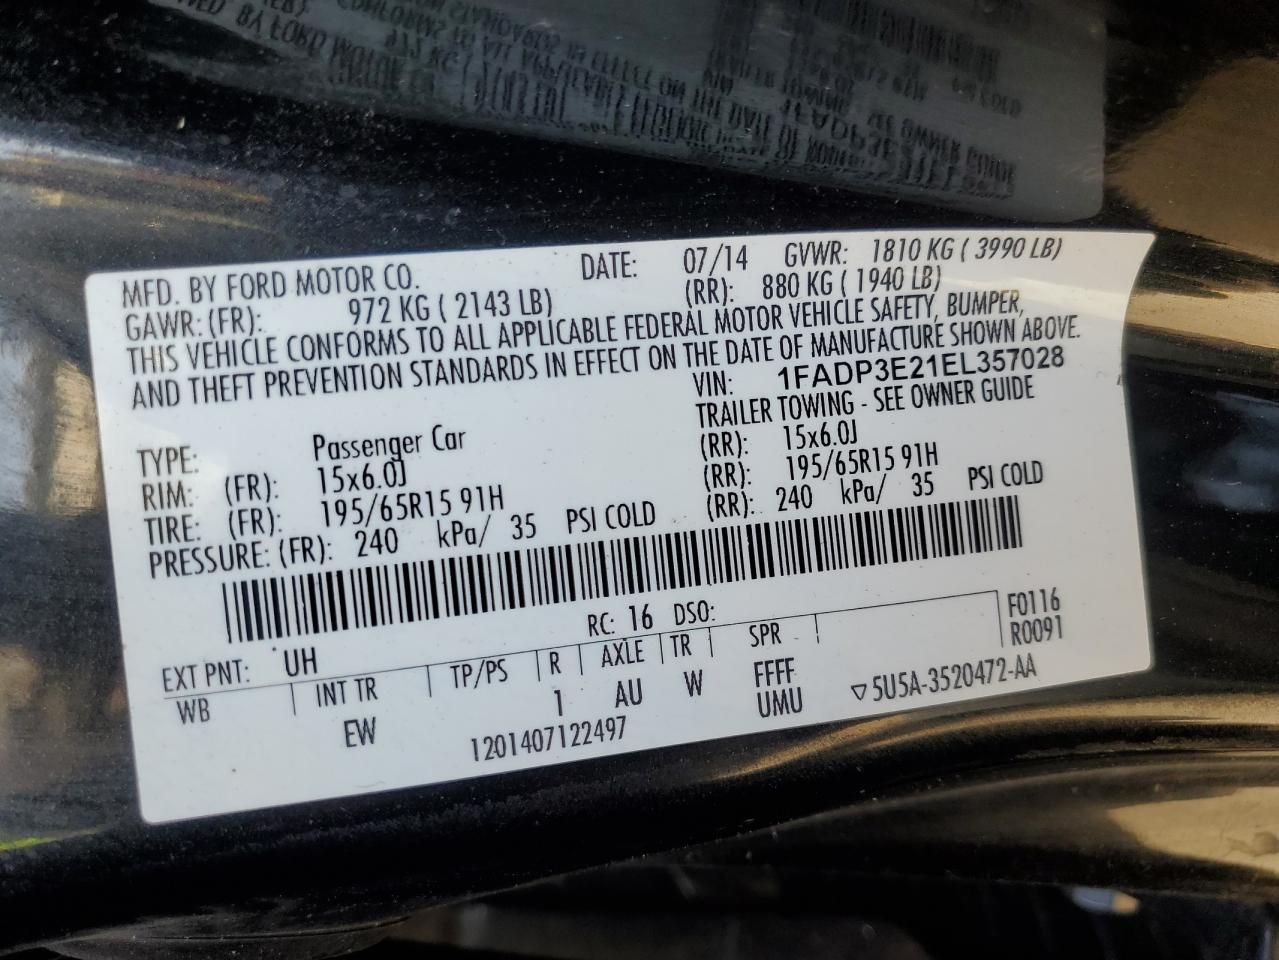 MFD. BY FORD MOTOR CO. DATE: 07/14 GVWR: 1810 KG ( 3990 LB)
GAWR: (FR): 972 KG ( 2143 LB) (RR): 880 KG ( 1940 LB)
THIS VEHICLE CONFORMS TO ALL APPLICABLE FEDERAL MOTOR VEHICLE SAFETY, BUMPER,
AND THEFT PREVENTION STANDARDS IN EFFECT ON THE DATE OF MANUFACTURE SHOWN ABOVE.
VIN: 1FADP3E21EL357028
TYPE: Passenger Car TRAILER TOWING - SEE OWNER GUIDE
RIM: (FR): 15x6.0J (RR): 15x6.0J
TIRE: (FR): 195/65R15 91H (RR): 195/65R15 91H
PRESSURE: (FR): 240 kPa/ 35 PSI COLD (RR): 240 kPa/ 35 PSI COLD
EXT PNT: UH RC: 16 DSO: F0116
R0091
WB INT TR TP/PS R AXLE TR SPR
EW 1 AU W FFFF
UMU
1201407122497 ▽5U5A-3520472-AA